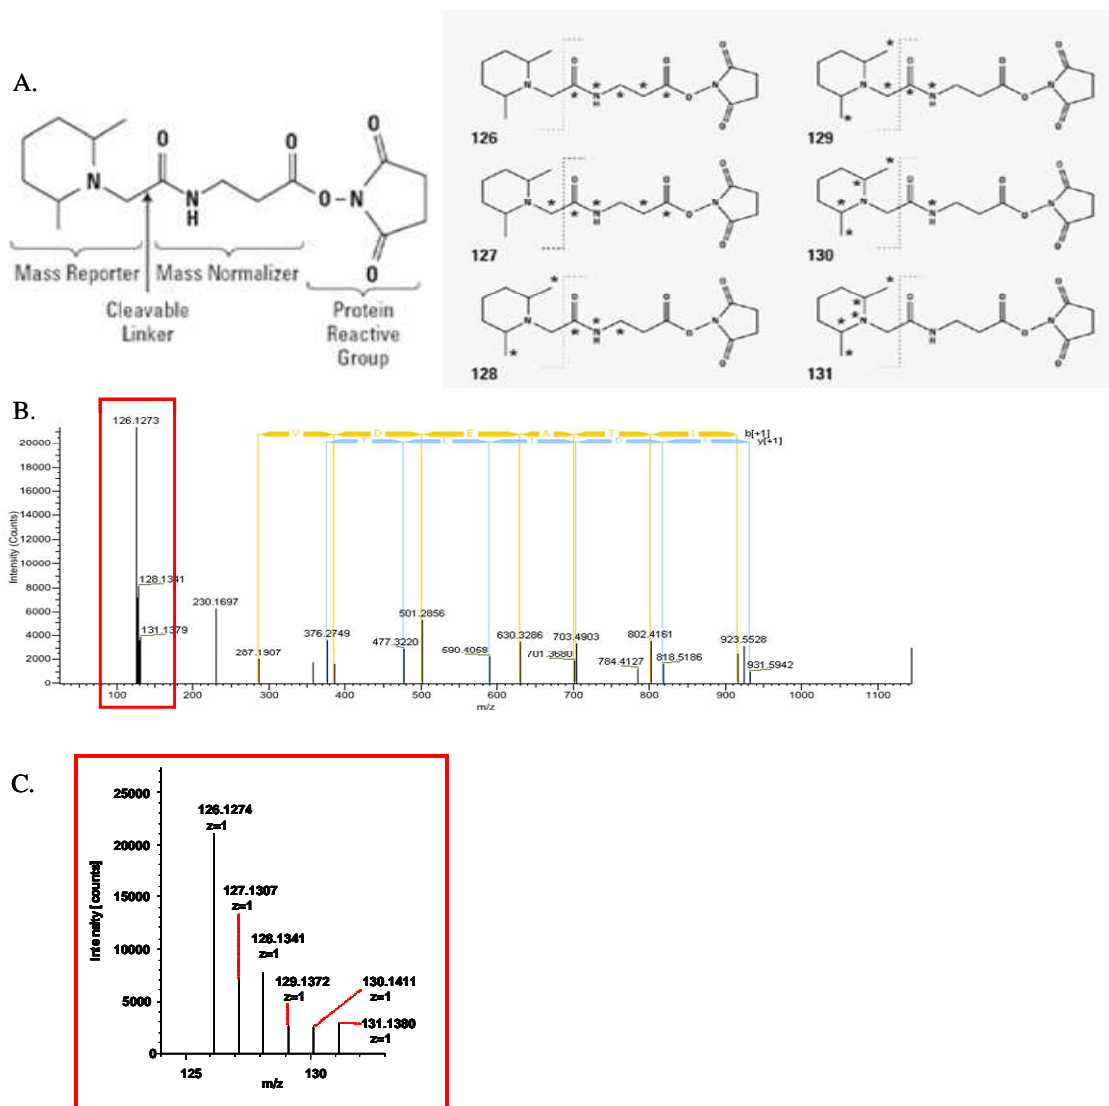 A.
O
O
O
N
N
H
O
N
O
Mass Reporter
Mass Normalizer
Cleavable
Linker
Protein
Reactive
Group
126
127
128
129
130
131
B.
126.1273
128.1341
131.1379
230.1697
287.1907
376.2749
477.3220
501.2856
590.4058
630.3286
701.3680
703.4903
784.4127
802.4161
818.5186
923.5528
931.5942
V D E A T I b[+1]
T L I D I y[+1]
Intensity (Counts)
20000
18000
16000
14000
12000
10000
8000
6000
4000
2000
0
100 200 300 400 500 600 700 800 900 1000 1100
m/z
C.
126.1274
z=1
127.1307
z=1
128.1341
z=1
129.1372
z=1
130.1411
z=1
131.1380
z=1
Intensity [counts]
25000
20000
15000
10000
5000
0
125 130
m/z